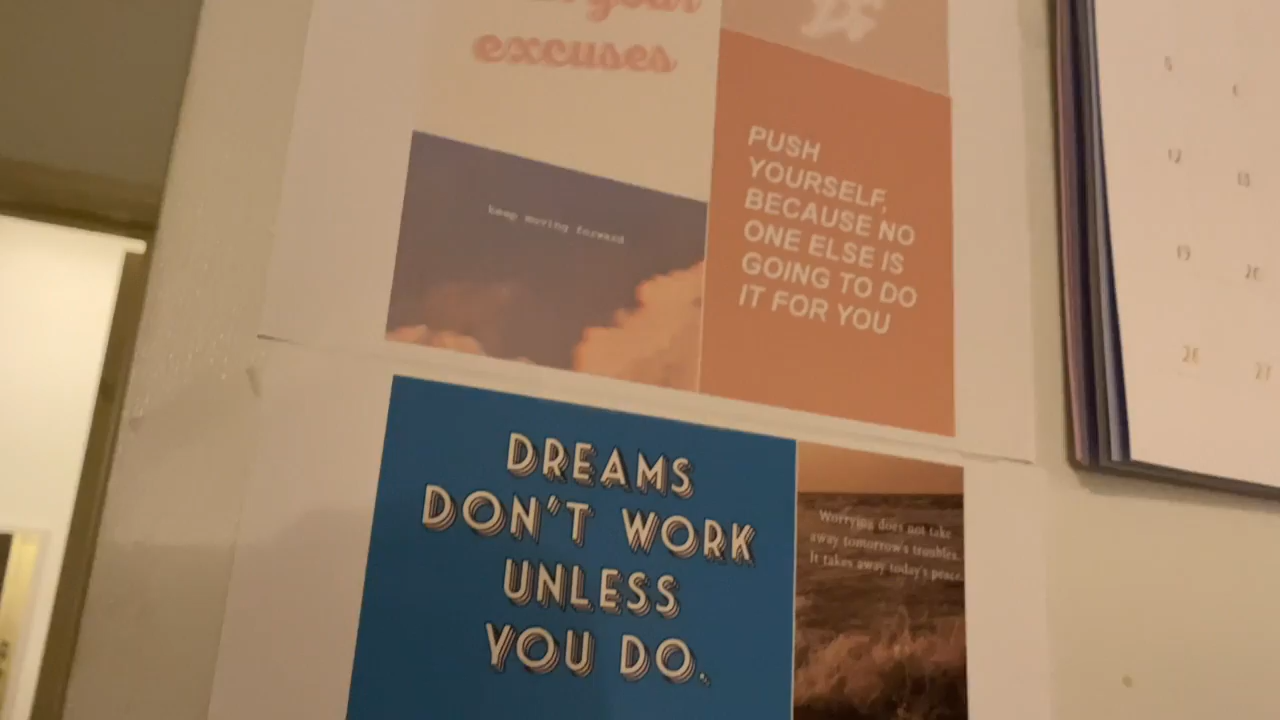 your
excuses
keep moving forward
PUSH
YOURSELF,
BECAUSE NO
ONE ELSE IS
GOING TO DO
IT FOR YOU
DREAMS
DON'T WORK
UNLESS
YOU DO.
Worrying does not take
away tomorrow's troubles.
It takes away today's peace.
5
6
12
13
19
20
26
27